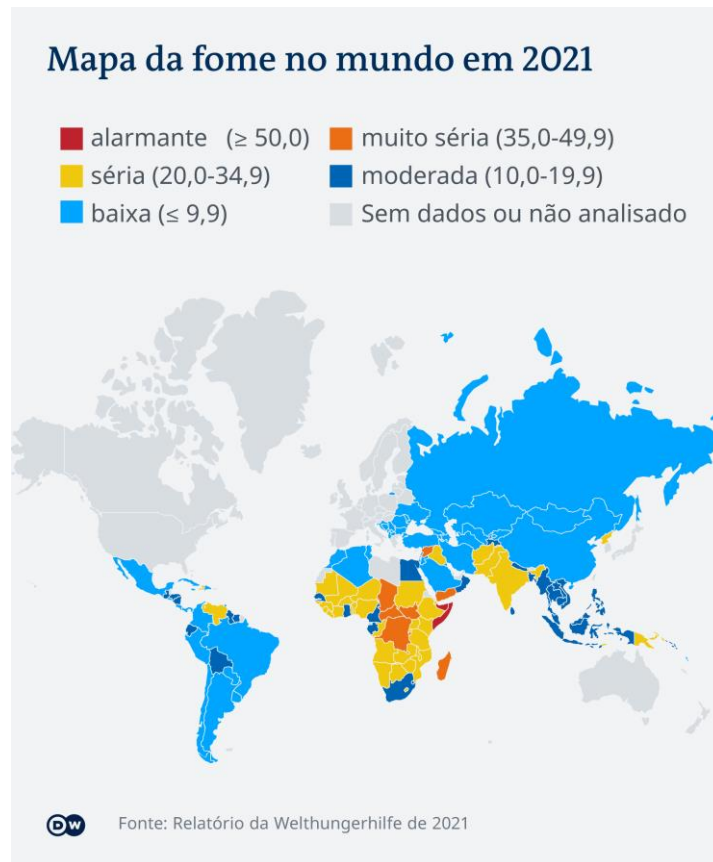 Mapa da fome no mundo em 2021
alarmante (≥ 50,0)
muito séria (35,0-49,9)
séria (20,0-34,9)
moderada (10,0-19,9)
baixa (≤ 9,9)
Sem dados ou não analisado
DW
Fonte: Relatório da Welthungerhilfe de 2021